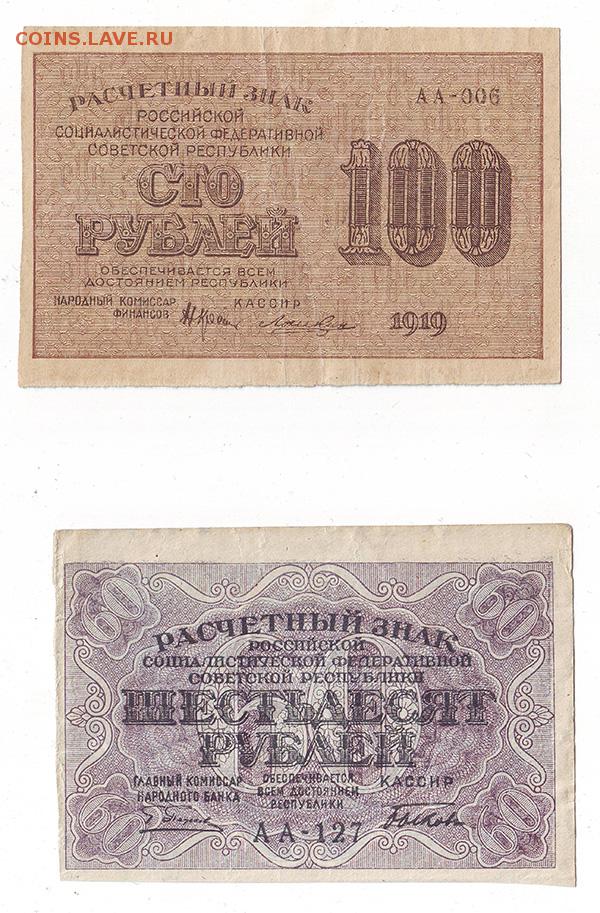 COINS.LAVE.RU
РАСЧЕТНЫЙ ЗНАК
АА-006
РОССИЙСКОЙ
СОЦИАЛИСТИЧЕСКОЙ ФЕДЕРАТИВНОЙ
СОВЕТСКОЙ РЕСПУБЛИКИ
СТО
РУБЛЕЙ
100
ОБЕСПЕЧИВАЕТСЯ ВСЕМ
ДОСТОЯНИЕМ РЕСПУБЛИКИ
НАРОДНЫЙ КОМИССАР
ФИНАНСОВ
КАССИР
1919
60
60
РАСЧЕТНЫЙ ЗНАК
РОССИЙСКОЙ
СОЦИАЛИСТИЧЕСКОЙ ФЕДЕРАТИВНОЙ
СОВЕТСКОЙ РЕСПУБЛИКИ
ШЕСТЬДЕСЯТ
РУБЛЕЙ
ГЛАВНЫЙ КОМИССАР
НАРОДНОГО БАНКА
ОБЕСПЕЧИВАЕТСЯ
ВСЕМ ДОСТОЯНИЕМ
РЕСПУБЛИКИ
КАССИР
60
60
АА-127